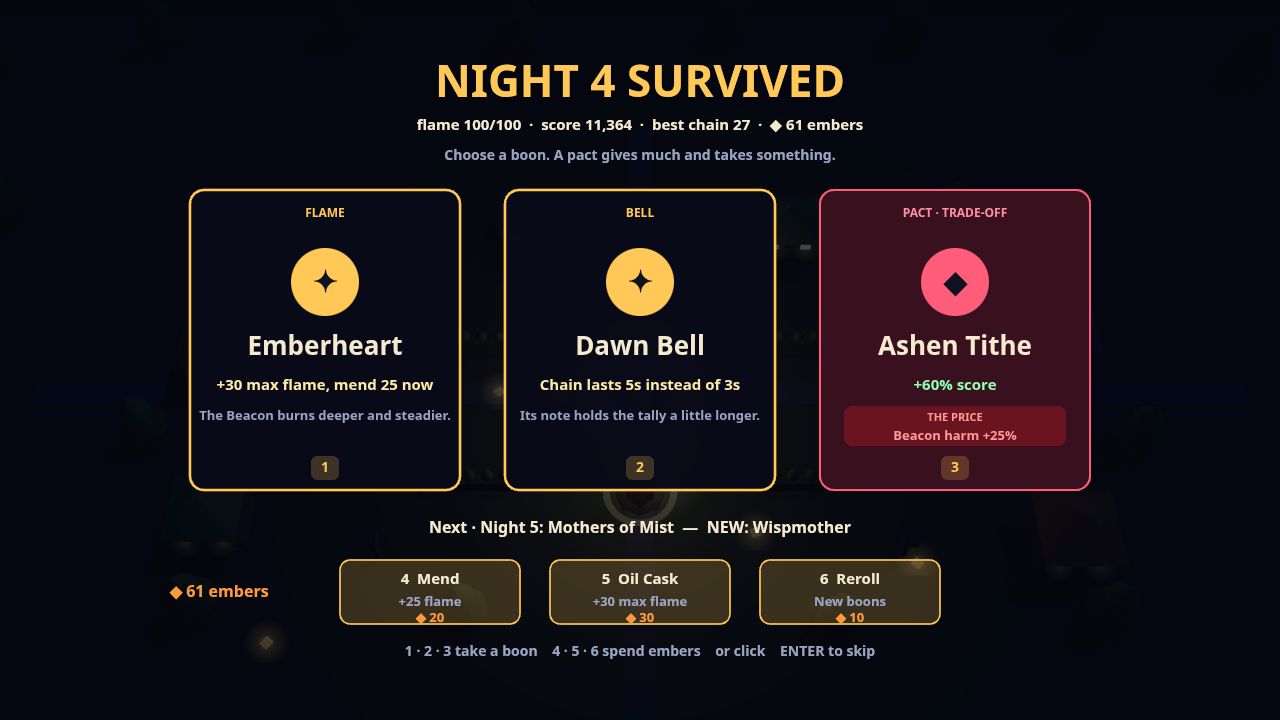 NIGHT 4 SURVIVED
flame 100/100 · score 11,364 · best chain 27 · ◆ 61 embers
Choose a boon. A pact gives much and takes something.
FLAME
Emberheart
+30 max flame, mend 25 now
The Beacon burns deeper and steadier.
1
BELL
Dawn Bell
Chain lasts 5s instead of 3s
Its note holds the tally a little longer.
2
PACT · TRADE-OFF
Ashen Tithe
+60% score
THE PRICE
Beacon harm +25%
3
Next · Night 5: Mothers of Mist — NEW: Wispmother
◆ 61 embers
4 Mend
+25 flame
◆ 20
5 Oil Cask
+30 max flame
◆ 30
6 Reroll
New boons
◆ 10
1 · 2 · 3 take a boon 4 · 5 · 6 spend embers or click ENTER to skip